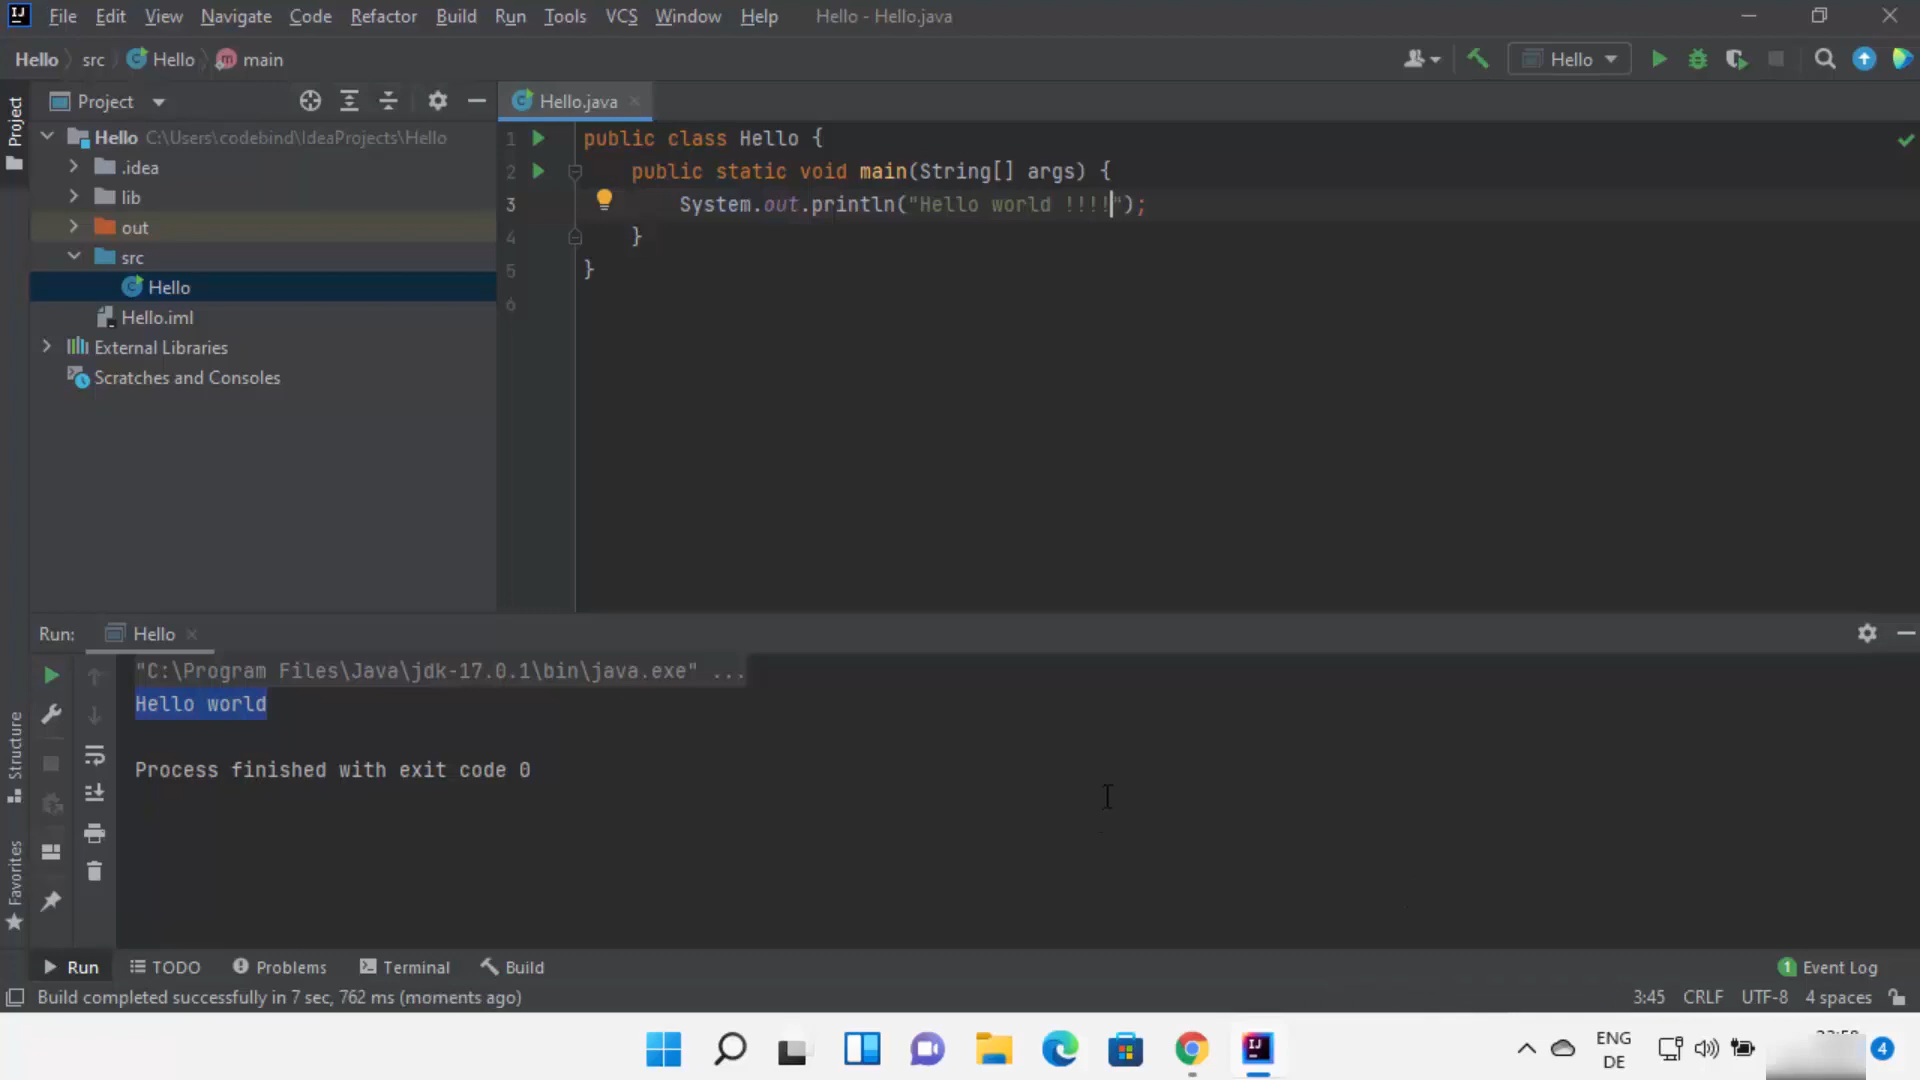 IJ File Edit View Navigate Code Refactor Build Run Tools VCS Window Help Hello - Hello.java
Hello src Hello main Hello
Project Project Hello.java
Hello C:\Users\codebind\IdeaProjects\Hello
.idea
lib
out
src
Hello
Hello.iml
External Libraries
Scratches and Consoles
1 public class Hello {
2 public static void main(String[] args) {
3 System.out.println("Hello world !!!!");
4 }
5 }
6
Run: Hello
"C:\Program Files\Java\jdk-17.0.1\bin\java.exe" ...
Hello world
Process finished with exit code 0
Structure
Favorites
Run TODO Problems Terminal Build 1 Event Log
Build completed successfully in 7 sec, 762 ms (moments ago) 3:45 CRLF UTF-8 4 spaces
IJ ENG 4
DE